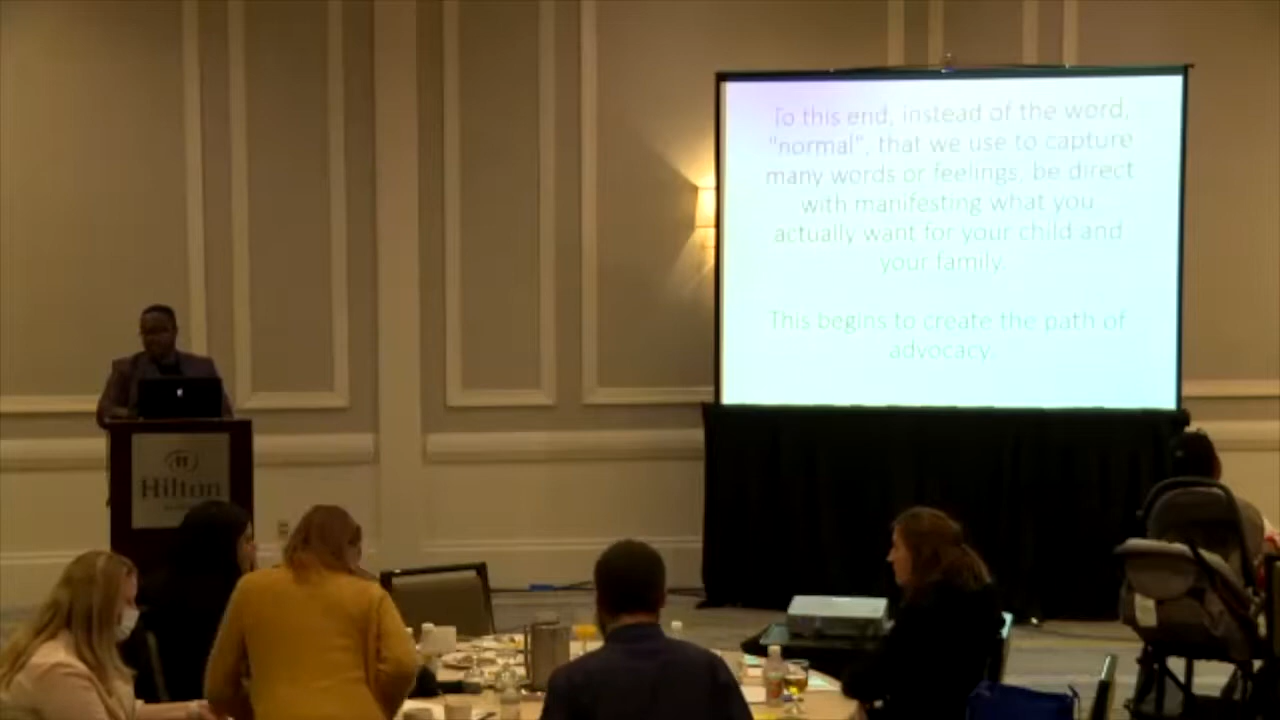 To this end, instead of the word,
"normal", that we use to capture
many words or feelings, be direct
with manifesting what you
actually want for your child and
your family.
This begins to create the path of
advocacy.
Hilton